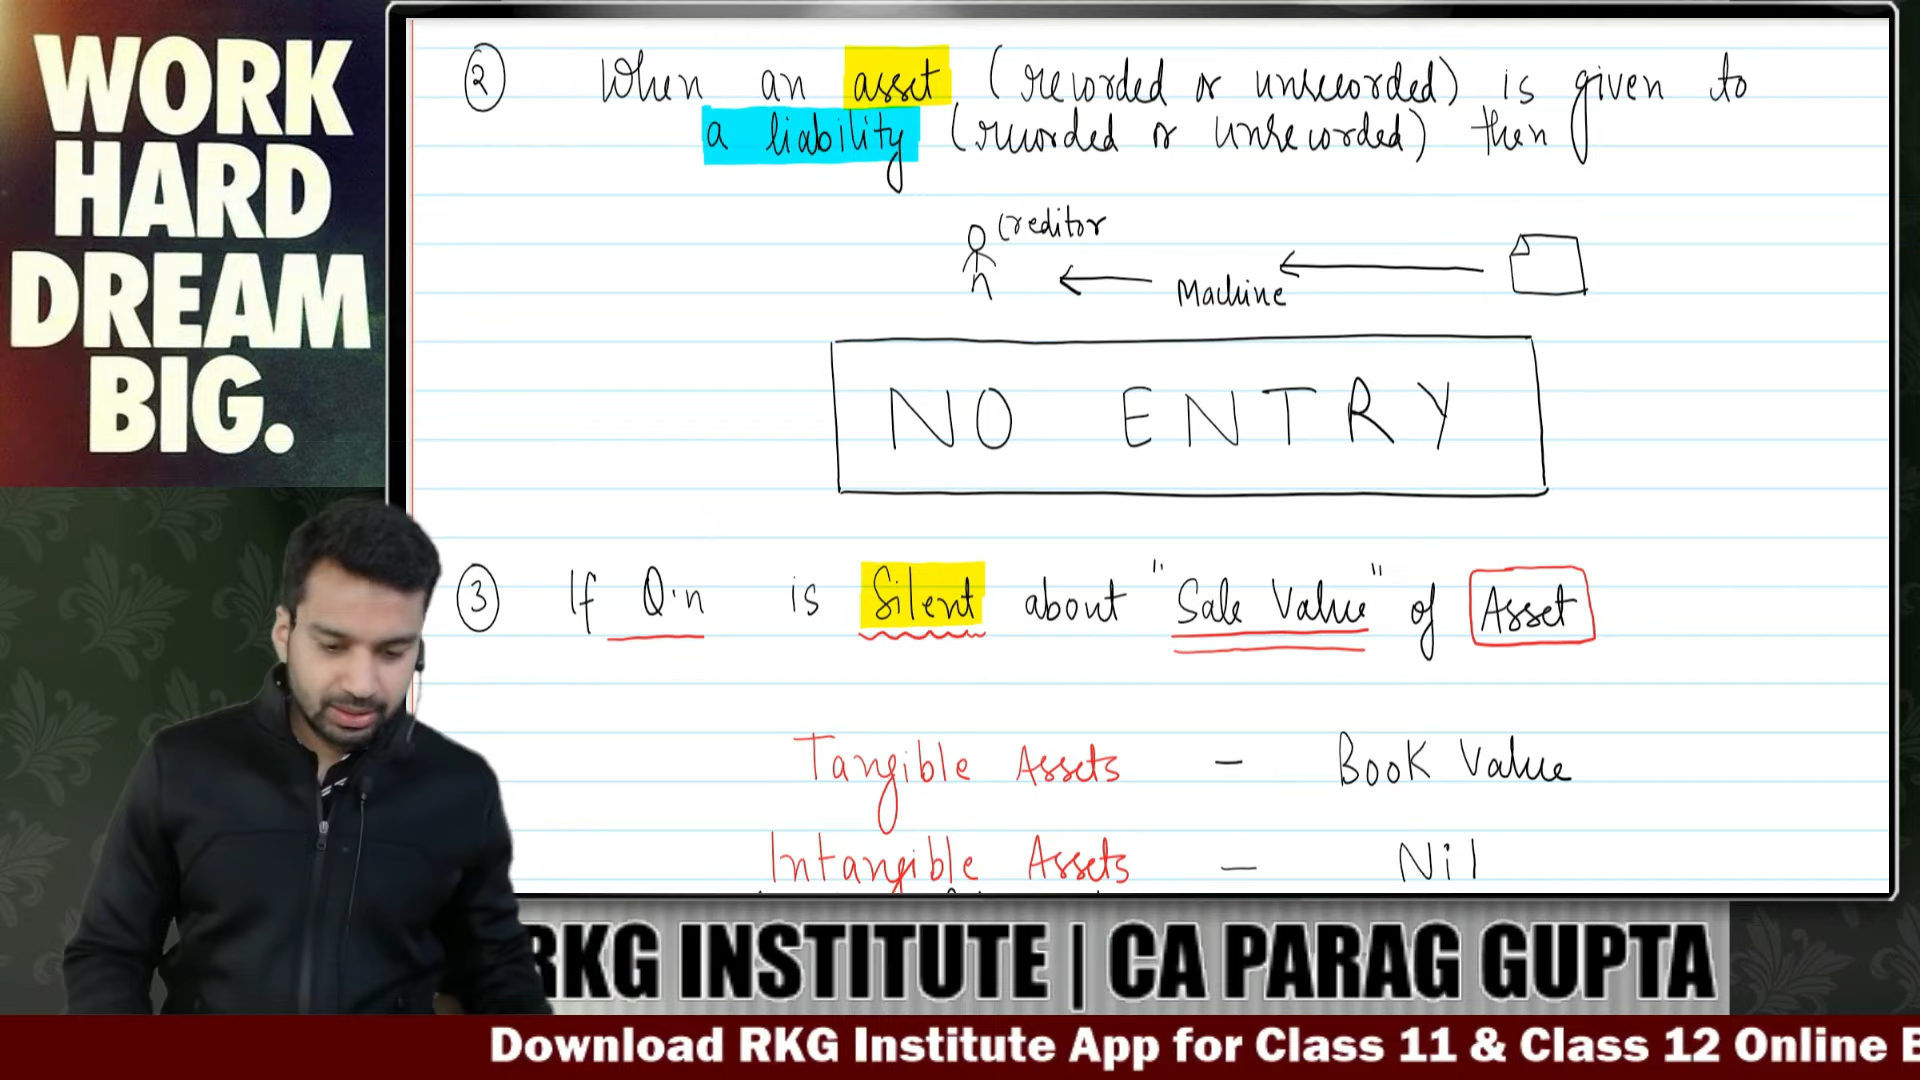 WORK
HARD
DREAM
BIG.
② When an asset (recorded or unrecorded) is given to
a liability (recorded or unrecorded) then
Creditor
Machine
NO ENTRY
③ If Q.n is Silent about "Sale Value" of Asset
Tangible Assets - Book Value
Intangible Assets - Nil
RKG INSTITUTE | CA PARAG GUPTA
Download RKG Institute App for Class 11 & Class 12 Online